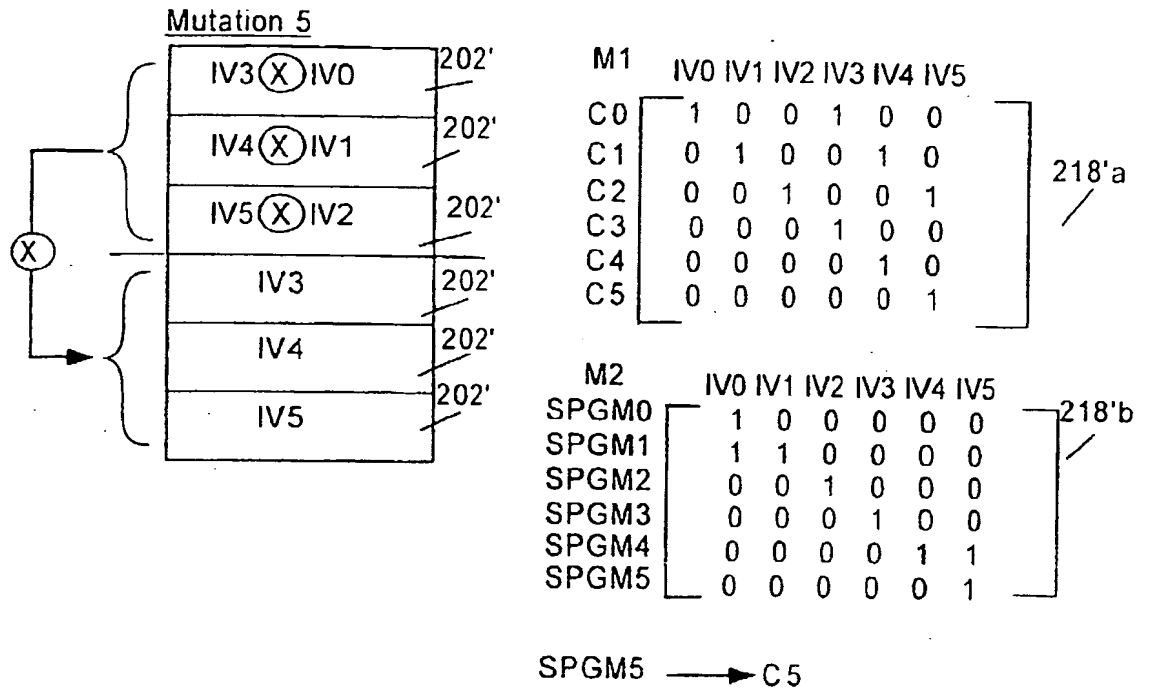 Mutation 5
IV3 (X) IV0 202'
IV4 (X) IV1 202'
IV5 (X) IV2 202'
X
IV3 202'
IV4 202'
IV5 202'
M1
IV0 IV1 IV2 IV3 IV4 IV5
C0 1 0 0 1 0 0
C1 0 1 0 0 1 0
C2 0 0 1 0 0 1
C3 0 0 0 1 0 0
C4 0 0 0 0 1 0
C5 0 0 0 0 0 1
218'a
M2
IV0 IV1 IV2 IV3 IV4 IV5
SPGM0 1 0 0 0 0 0
SPGM1 1 1 0 0 0 0
SPGM2 0 0 1 0 0 0
SPGM3 0 0 0 1 0 0
SPGM4 0 0 0 0 1 1
SPGM5 0 0 0 0 0 1
218'b
SPGM5 → C5